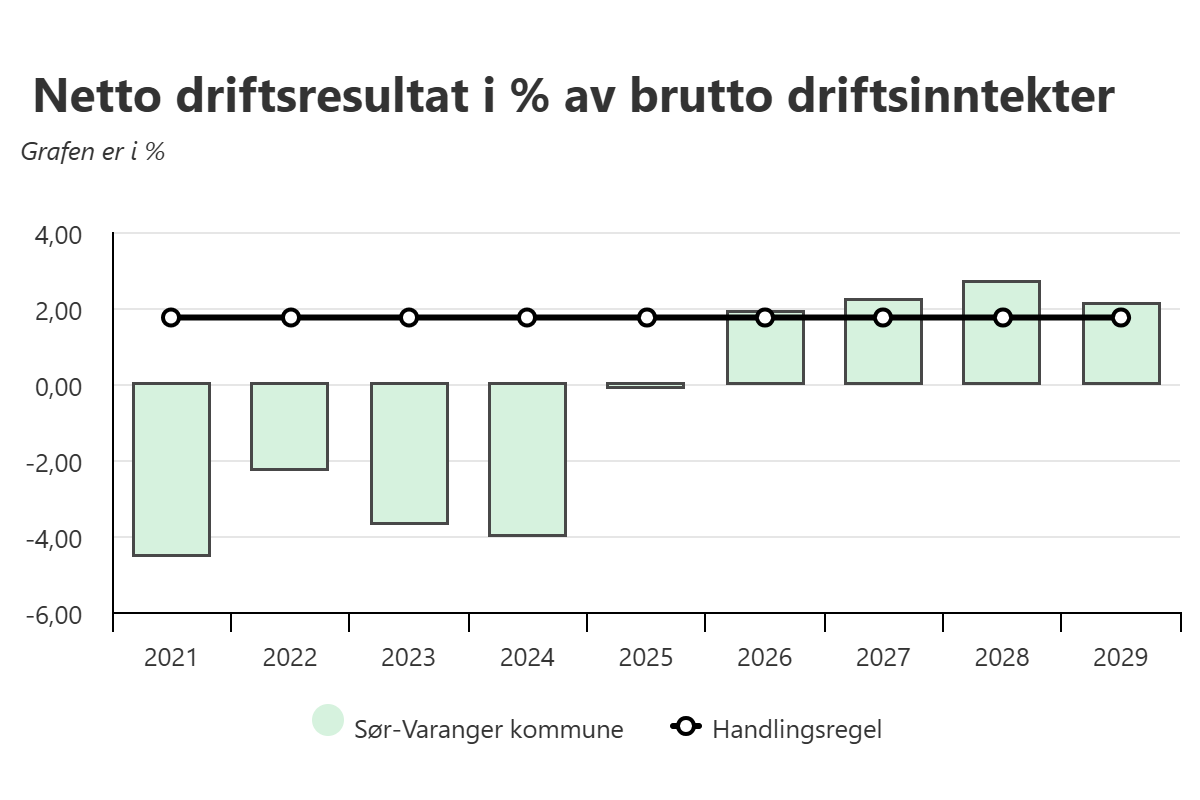 Netto driftsresultat i % av brutto driftsinntekter
Grafen er i %
4,00
2,00
0,00
-2,00
-4,00
-6,00
2021 2022 2023 2024 2025 2026 2027 2028 2029
Sør-Varanger kommune Handlingsregel